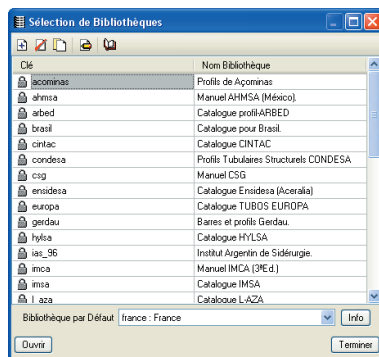 Sélection de Bibliothèques
Clé Nom Bibliothèque
acominas Profils de Açominas
ahmsa Manuel AHMSA (México).
arbed Catalogue profil-ARBED
brasil Catalogue pour Brasil.
cintac Catalogue CINTAC
condesa Profils Tubulaires Structurels CONDESA
csg Manuel CSG
ensidesa Catalogue Ensidesa (Aceralia)
europa Catalogue TUBOS EUROPA
gerdau Barres et profils Gerdau.
hylsa Catalogue HYLSA
ias_96 Institut Argentin de Sidérurgie.
imca Manuel IMCA (3ªEd.)
imsa Catalogue IMSA
l_aza Catalogue L-AZA
Bibliothèque par Défaut france : France Info
Ouvrir Terminer